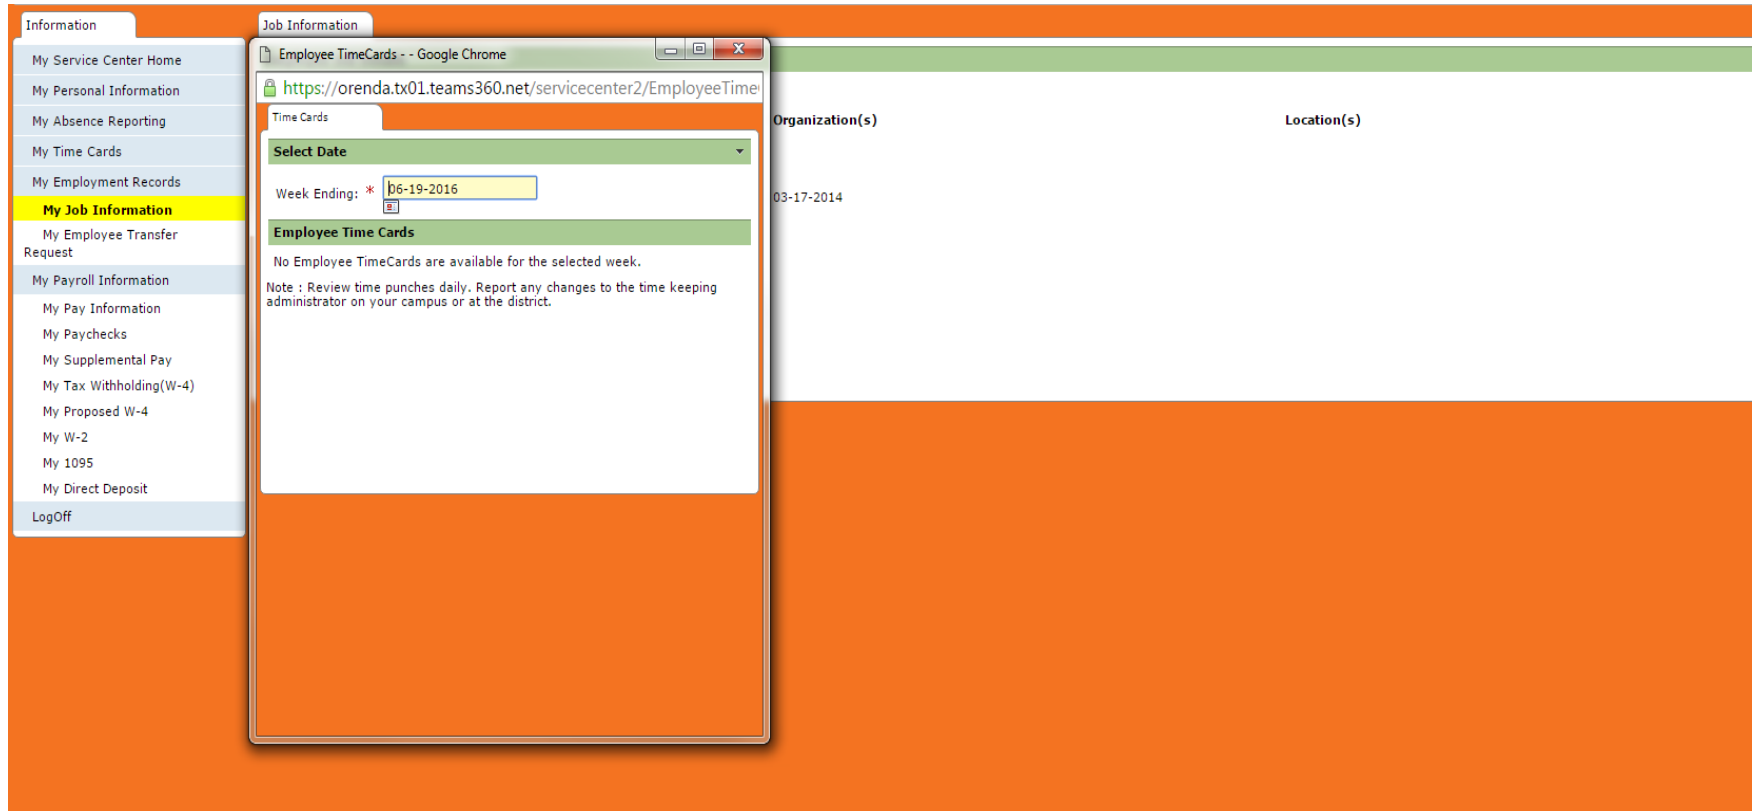 Information
My Service Center Home
My Personal Information
My Absence Reporting
My Time Cards
My Employment Records
My Job Information
My Employee Transfer
Request
My Payroll Information
My Pay Information
My Paychecks
My Supplemental Pay
My Tax Withholding(W-4)
My Proposed W-4
My W-2
My 1095
My Direct Deposit
LogOff
Job Information
Employee TimeCards - - Google Chrome
https://orenda.tx01.teams360.net/servicecenter2/EmployeeTime
Time Cards
Select Date
Week Ending: * 06-19-2016
Employee Time Cards
No Employee TimeCards are available for the selected week.
Note : Review time punches daily. Report any changes to the time keeping
administrator on your campus or at the district.
Organization(s) Location(s)
03-17-2014